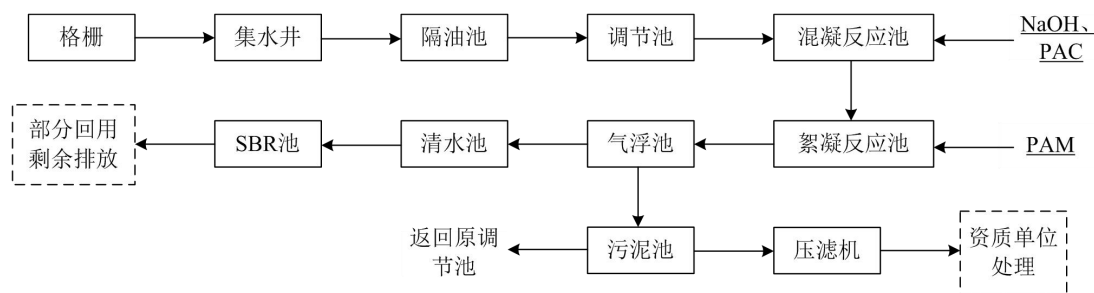 格栅
集水井
隔油池
调节池
混凝反应池
NaOH、
PAC
部分回用
剩余排放
SBR池
清水池
气浮池
絮凝反应池
PAM
返回原调
节池
污泥池
压滤机
资质单位
处理